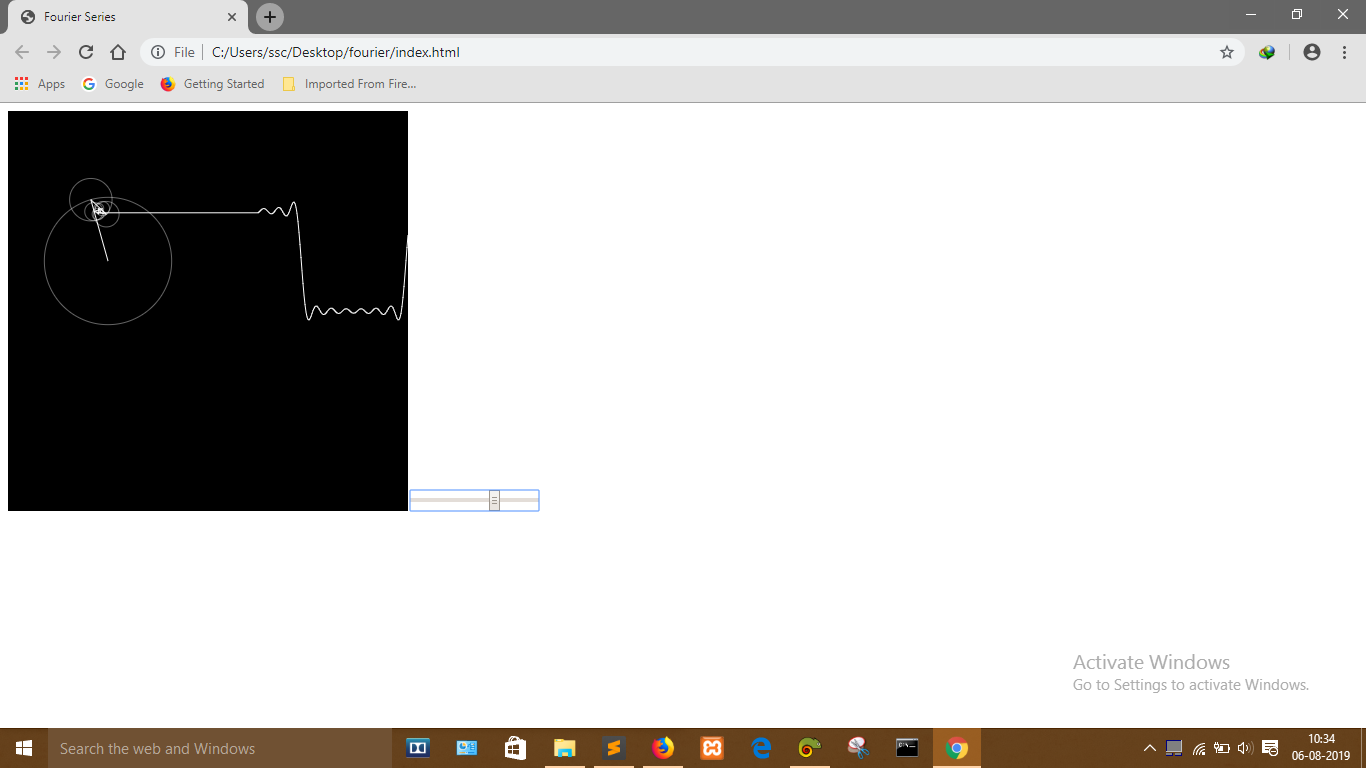 Fourier Series
File C:/Users/ssc/Desktop/fourier/index.html
Apps Google Getting Started Imported From Fire...
Activate Windows
Go to Settings to activate Windows.
Search the web and Windows
10:34
06-08-2019